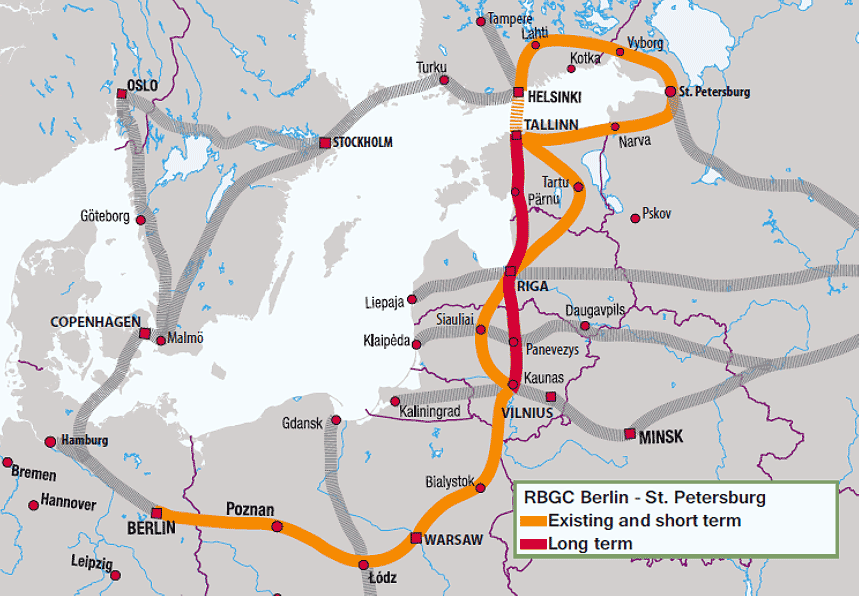 Tampere
Lahti
Vyborg
Kotka
Turku
OSLO
HELSINKI
St. Petersburg
TALLINN
STOCKHOLM
Narva
Tartu
Pärnu
Göteborg
Pskov
RIGA
Liepaja
COPENHAGEN
Siauliai
Daugavpils
Malmö
Klaipėda
Panevezys
Kaunas
Kaliningrad
VILNIUS
Gdansk
MINSK
Hamburg
Bremen
Bialystok
Hannover
Poznan
BERLIN
WARSAW
Leipzig
Łódz
RBGC Berlin - St. Petersburg
Existing and short term
Long term